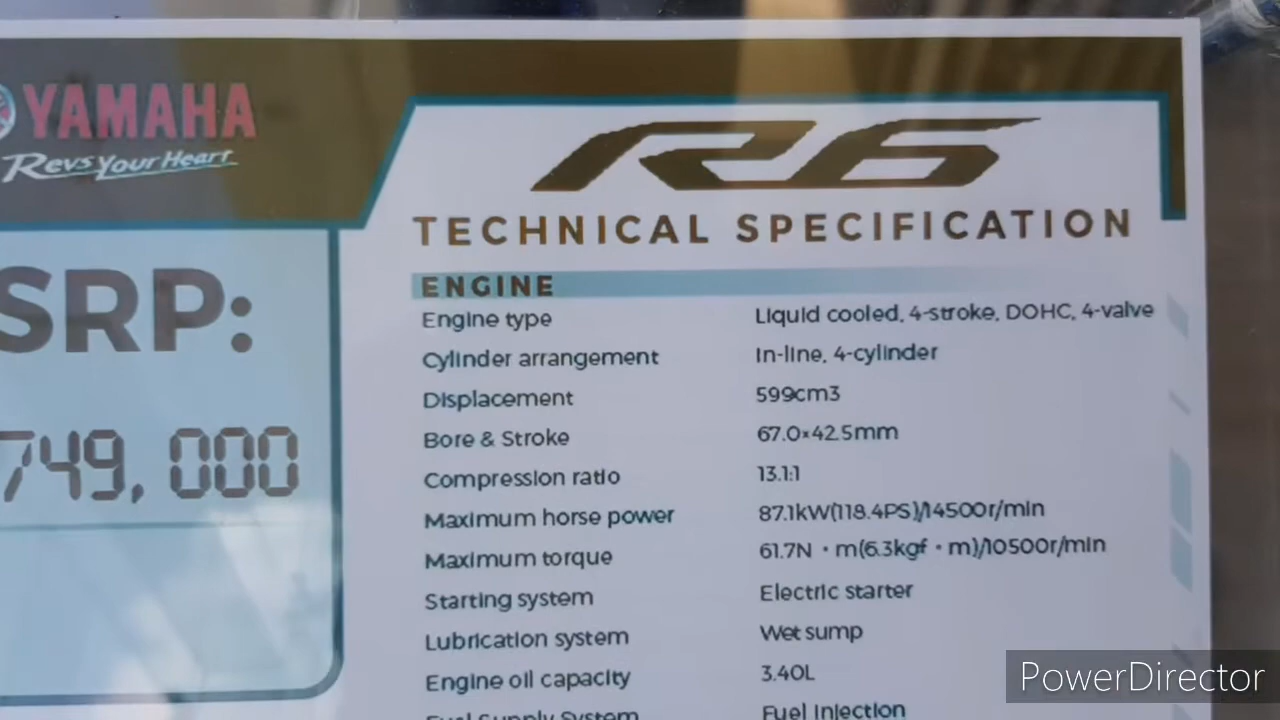 YAMAHA
Revs Your Heart
SRP:
749,000
R6
TECHNICAL SPECIFICATION
ENGINE
Engine type Liquid cooled, 4-stroke, DOHC, 4-valve
Cylinder arrangement In-line, 4-cylinder
Displacement 599cm3
Bore & Stroke 67.0×42.5mm
Compression ratio 13.1:1
Maximum horse power 87.1kW(118.4PS)/14500r/min
Maximum torque 61.7N・m(6.3kgf・m)/10500r/min
Starting system Electric starter
Lubrication system Wet sump
Engine oil capacity 3.40L
Fuel Supply System Fuel Injection
PowerDirector